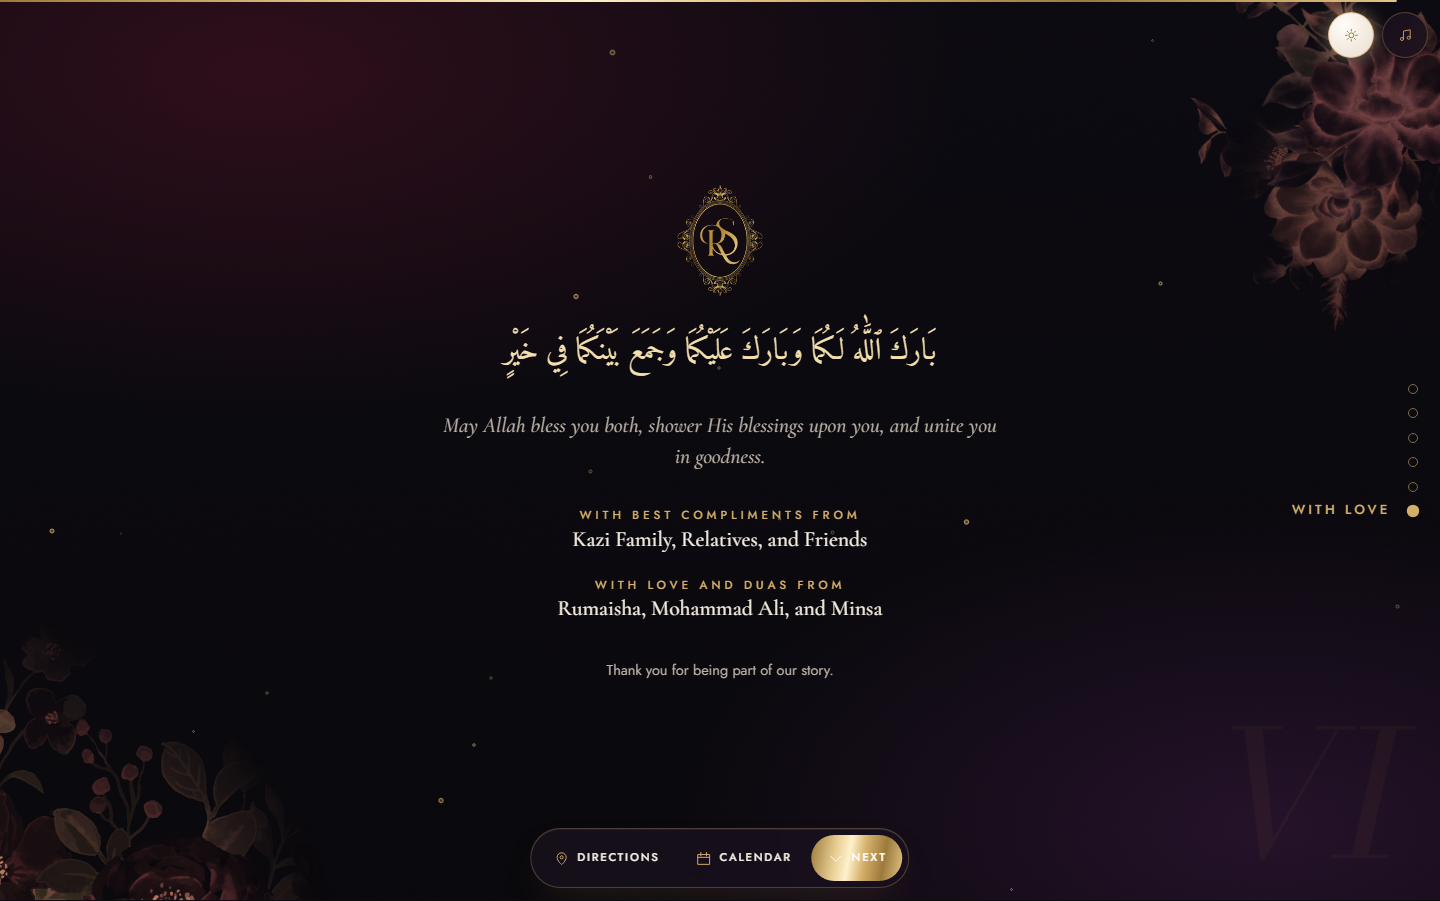 RS
بَارَكَ ٱللَّٰهُ لَكُمَا وَبَارَكَ عَلَيْكُمَا وَجَمَعَ بَيْنَكُمَا فِي خَيْرٍ
May Allah bless you both, shower His blessings upon you, and unite you
in goodness.
WITH BEST COMPLIMENTS FROM
Kazi Family, Relatives, and Friends
WITH LOVE AND DUAS FROM
Rumaisha, Mohammad Ali, and Minsa
Thank you for being part of our story.
WITH LOVE
VI
DIRECTIONS
CALENDAR
NEXT